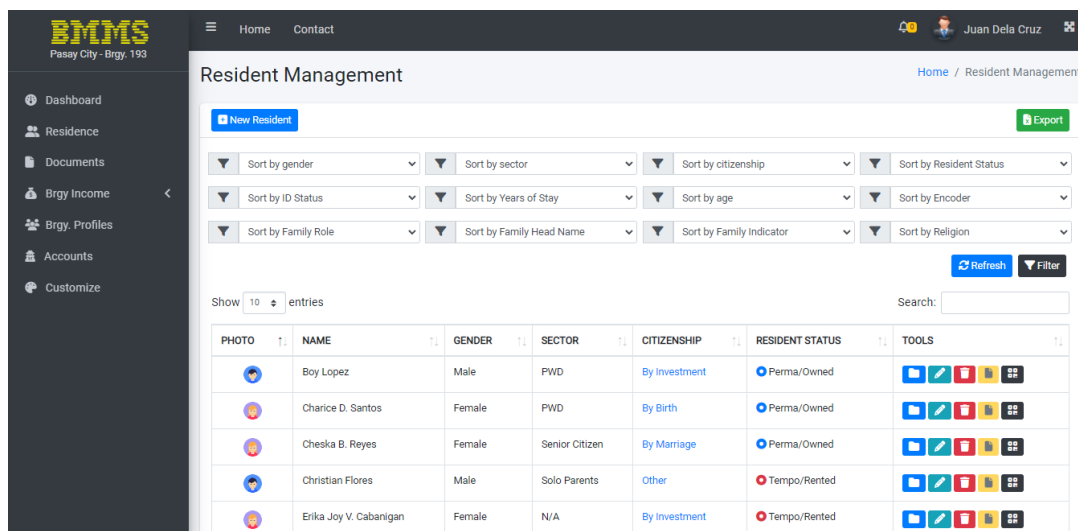 BMMS
Pasay City - Brgy. 193
Home Contact
Juan Dela Cruz
Resident Management
Home / Resident Management
Dashboard
Residence
Documents
Brgy Income
Brgy. Profiles
Accounts
Customize
New Resident
Export
Sort by gender Sort by sector Sort by citizenship Sort by Resident Status
Sort by ID Status Sort by Years of Stay Sort by age Sort by Encoder
Sort by Family Role Sort by Family Head Name Sort by Family Indicator Sort by Religion
Refresh Filter
Show 10 entries Search:
PHOTO NAME GENDER SECTOR CITIZENSHIP RESIDENT STATUS TOOLS
Boy Lopez Male PWD By Investment Perma/Owned
Charice D. Santos Female PWD By Birth Perma/Owned
Cheska B. Reyes Female Senior Citizen By Marriage Perma/Owned
Christian Flores Male Solo Parents Other Tempo/Rented
Erika Joy V. Cabanigan Female N/A By Investment Tempo/Rented